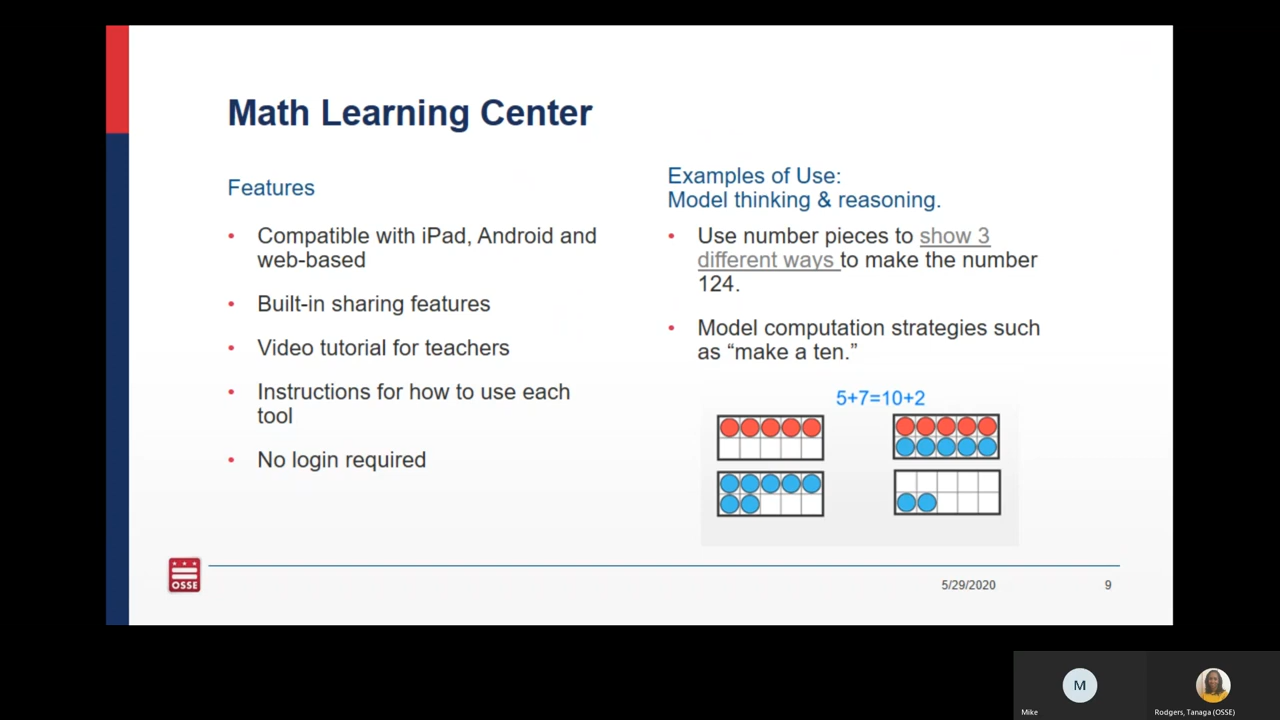 Math Learning Center
Features
• Compatible with iPad, Android and
web-based
• Built-in sharing features
• Video tutorial for teachers
• Instructions for how to use each
tool
• No login required
Examples of Use:
Model thinking & reasoning.
• Use number pieces to show 3
different ways to make the number
124.
• Model computation strategies such
as “make a ten.”
5+7=10+2
OSSE
5/29/2020
9
M
Mike
Rodgers, Tanaga (OSSE)